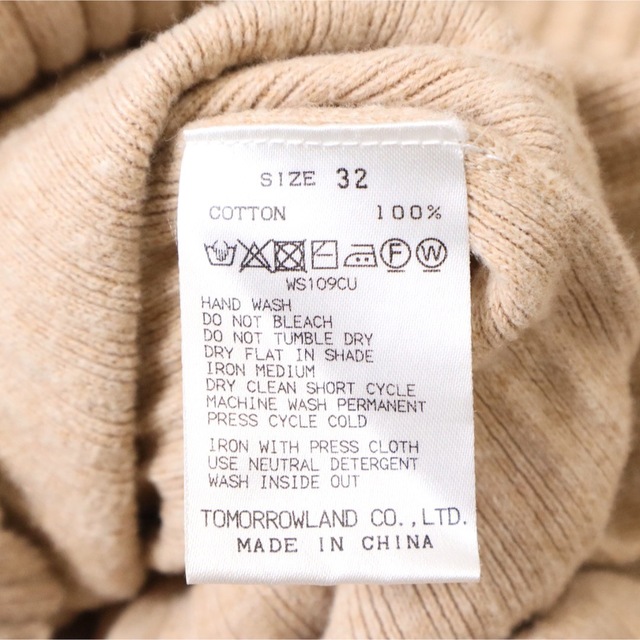 SIZE 32
COTTON 100%
F W
WS109CU
HAND WASH
DO NOT BLEACH
DO NOT TUMBLE DRY
DRY FLAT IN SHADE
IRON MEDIUM
DRY CLEAN SHORT CYCLE
MACHINE WASH PERMANENT
PRESS CYCLE COLD
IRON WITH PRESS CLOTH
USE NEUTRAL DETERGENT
WASH INSIDE OUT
TOMORROWLAND CO.,LTD.
MADE IN CHINA